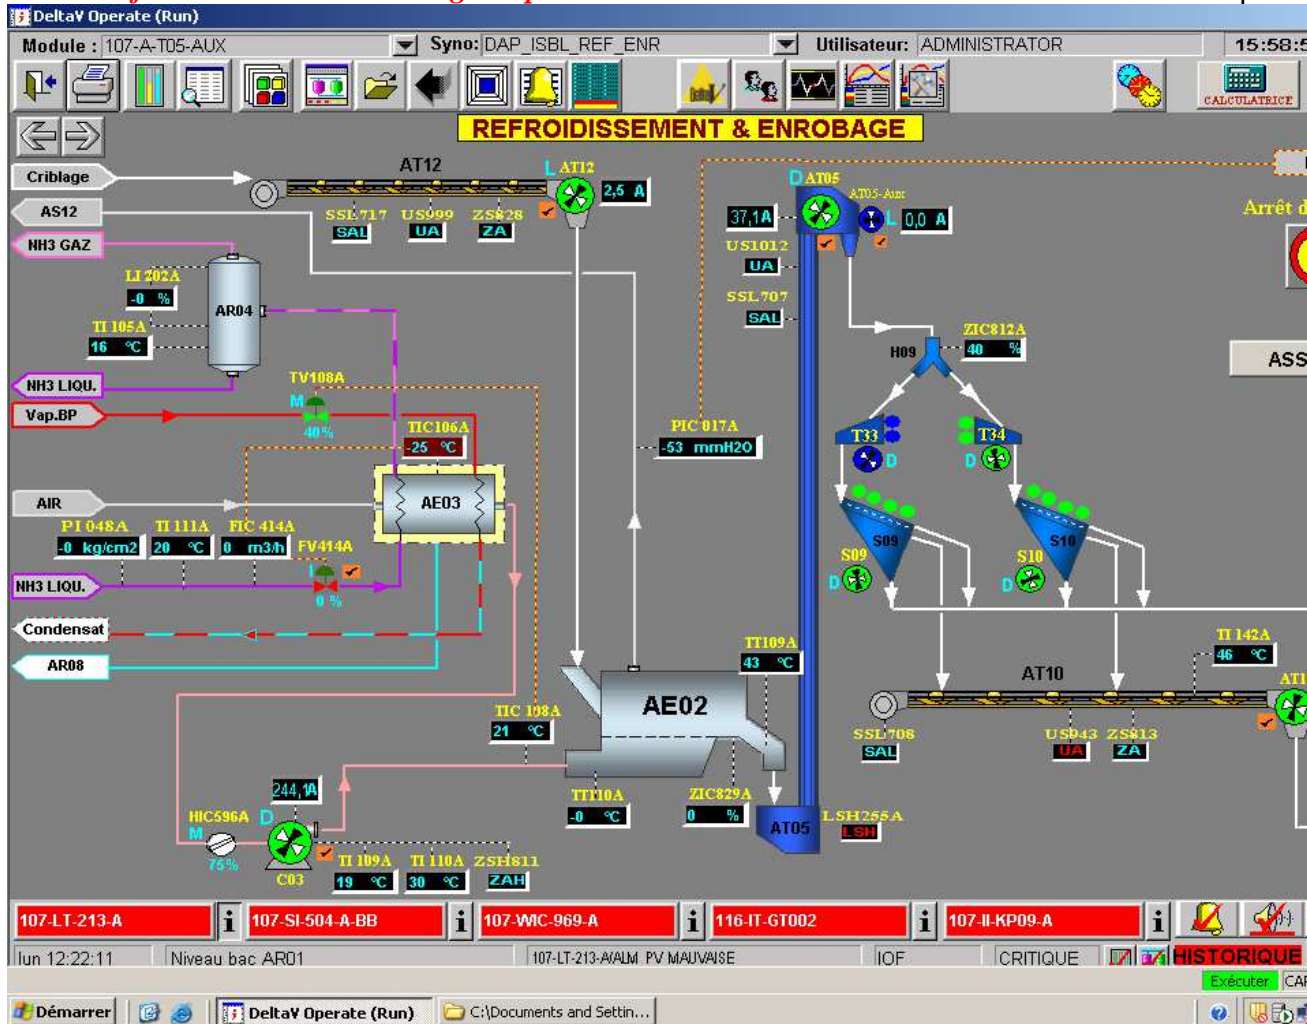 DeltaV Operate (Run)
Module : 107-A-T05-AUX Syno: DAP_ISBL_REF_ENR Utilisateur: ADMINISTRATOR 15:58:5
CALCULATRICE
REFROIDISSEMENT & ENROBAGE
Criblage
AS12
NH3 GAZ
AT12
L AT12
2,5 A
SSL717 US999 ZS828
SAL UA ZA
D AT05
AT05-Aux
37,1A
L 0,0 A
US1012
UA
SSL707
SAL
Arrêt d
ASS
LI 202A
-0 %
TI 105A
16 °C
AR04
NH3 LIQU.
Vap.BP
TV108A
M
40%
TIC106A
-25 °C
PIC 017A
-53 mmH2O
H09
ZIC812A
40 %
T33
D
T34
D
AIR
AE03
PI 048A TI 111A FIC 414A
-0 kg/cm2 20 °C 0 m3/h
FV414A
0 %
NH3 LIQU.
Condensat
AR08
S09
S09
D
S10
S10
D
TI 142A
46 °C
AT10
AT1
SSL708
SAL
US943 ZS813
UA ZA
TT109A
43 °C
AE02
TIC 108A
21 °C
TT110A
-0 °C
ZIC829A
0 %
AT05
LSH255A
LSH
244,1A
HIC596A
M
75%
D
C03
TI 109A TI 110A ZSH811
19 °C 30 °C ZAH
107-LT-213-A i 107-SI-504-A-BB i 107-WIC-969-A i 116-IT-GT002 i 107-II-KP09-A i
lun 12:22:11 Niveau bac AR01 107-LT-213-A/ALM PV MAUVAISE IOF CRITIQUE HISTORIQUE
Exécuter CAP
Démarrer DeltaV Operate (Run) C:\Documents and Settin...